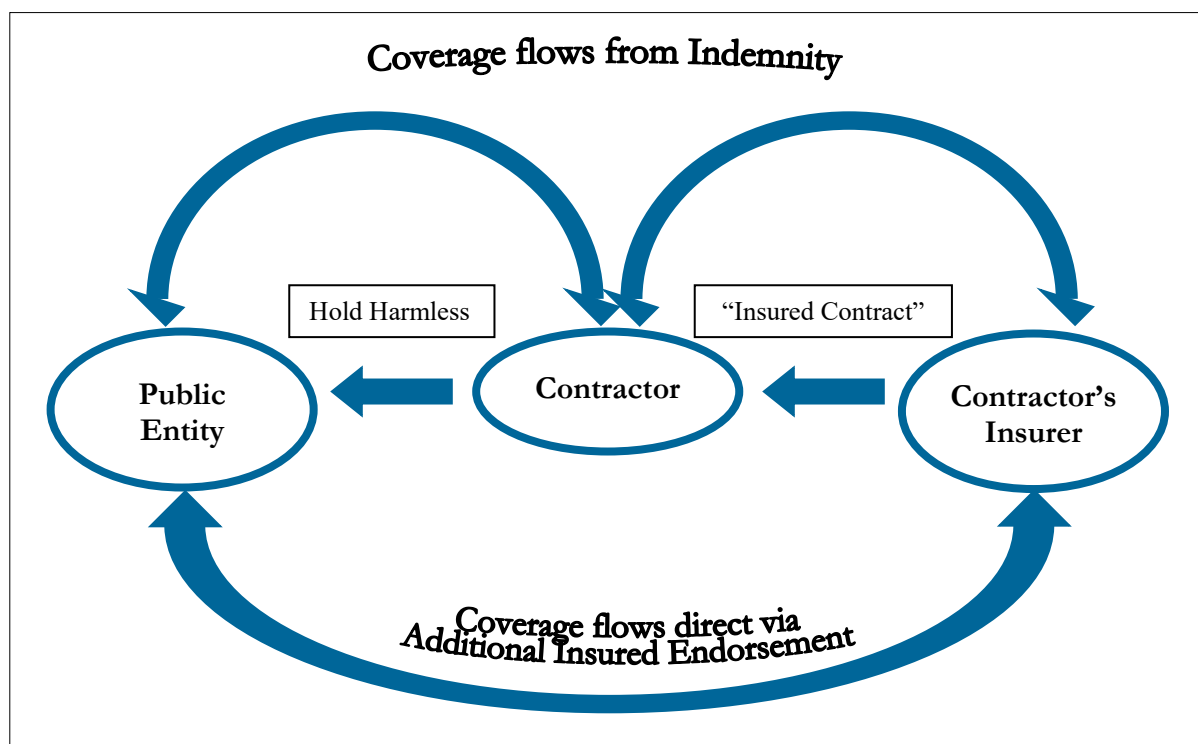 Coverage flows from Indemnity
Hold Harmless
“Insured Contract”
Public
Entity
Contractor
Contractor’s
Insurer
Coverage flows direct via
Additional Insured Endorsement